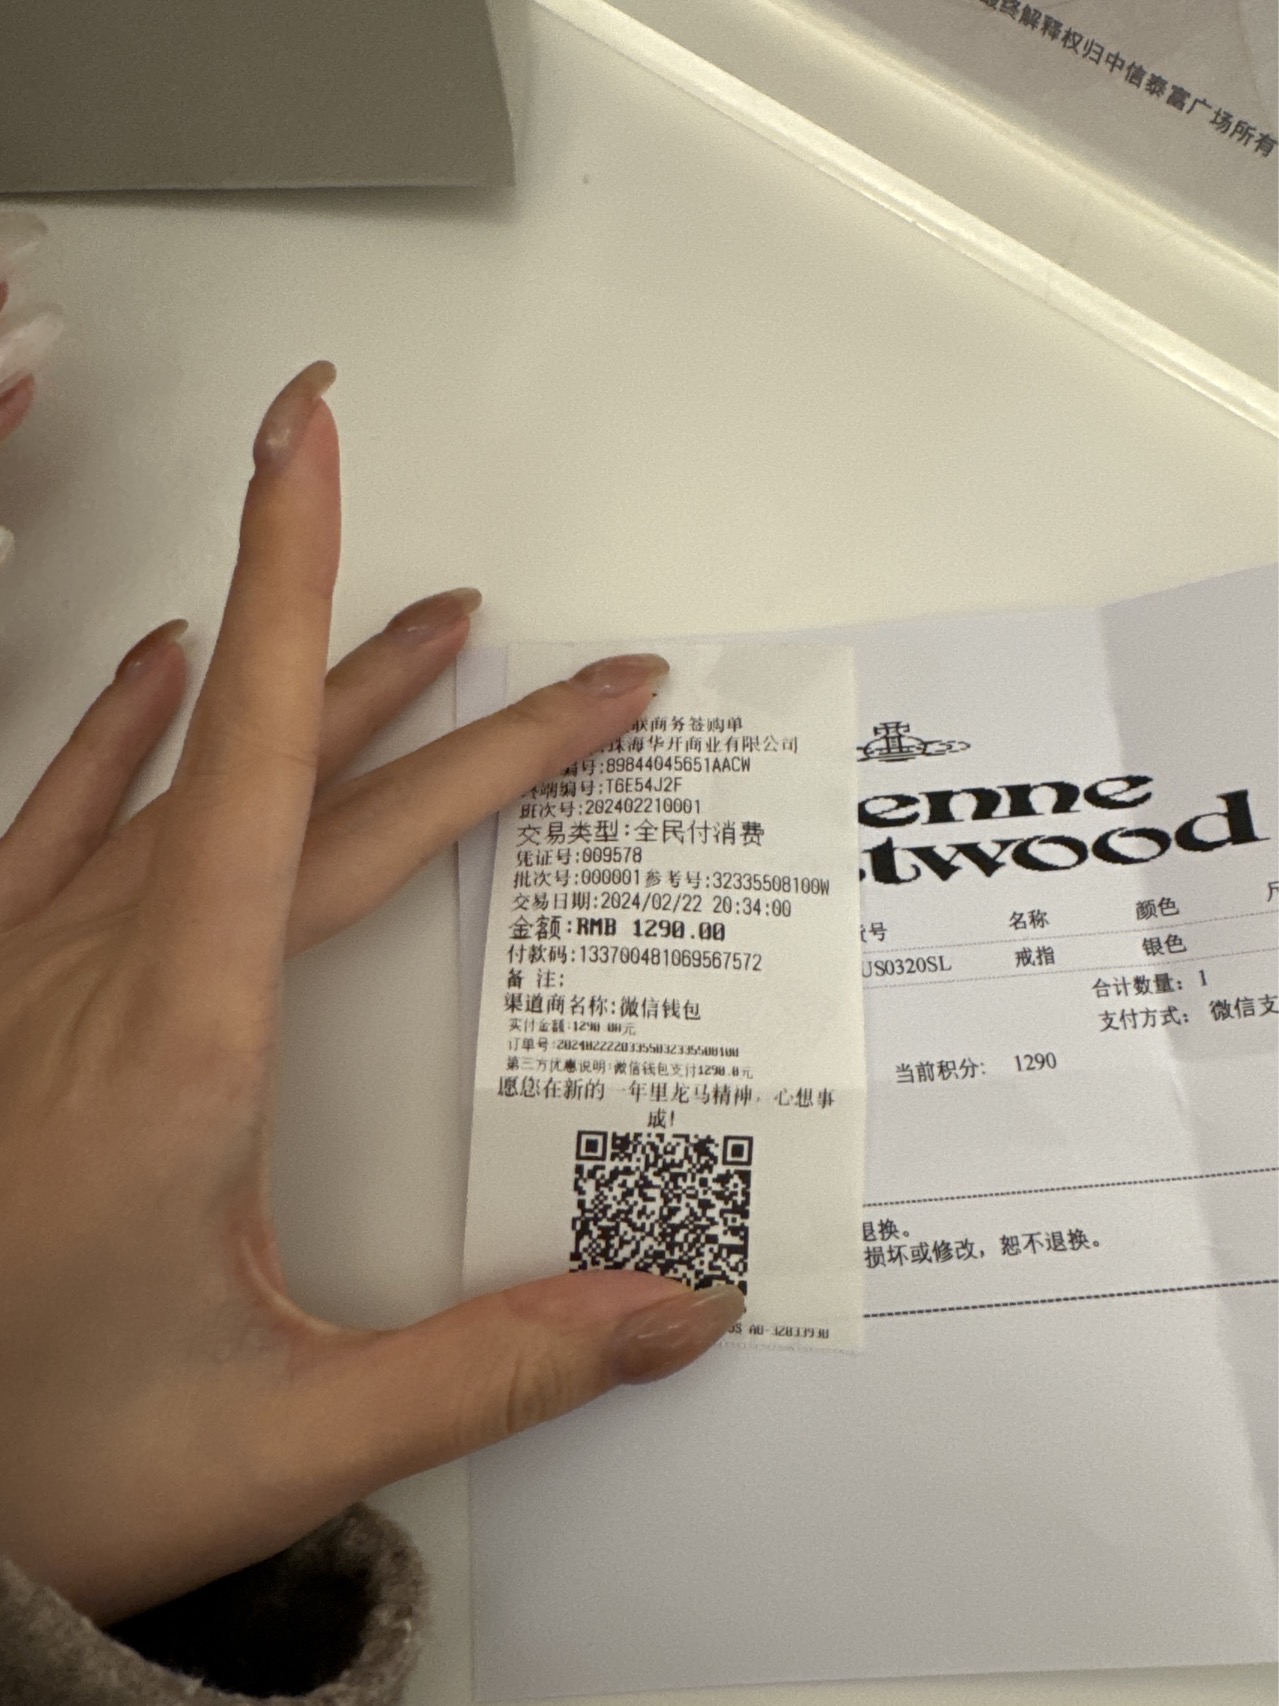 最终解释权归中信泰富广场所有
联商务签购单
珠海华开商业有限公司
编号:89844045651AACW
终端编号:T6E54J2F
班次号:202402210001
交易类型:全民付消费
凭证号:009578
批次号:000001参考号:32335508100W
交易日期:2024/02/22 20:34:00
金额:RMB 1290.00
付款码:133700481069567572
备 注:
渠道商名称:微信钱包
实付金额:1290.00元
订单号:20240222203355032335508100
第三方优惠说明:微信钱包支付1290.0元
愿您在新的一年里龙马精神，心想事
成!
enne
twood
号 名称 颜色
US0320SL 戒指 银色
合计数量: 1
支付方式: 微信支
当前积分: 1290
退换。
损坏或修改，恕不退换。